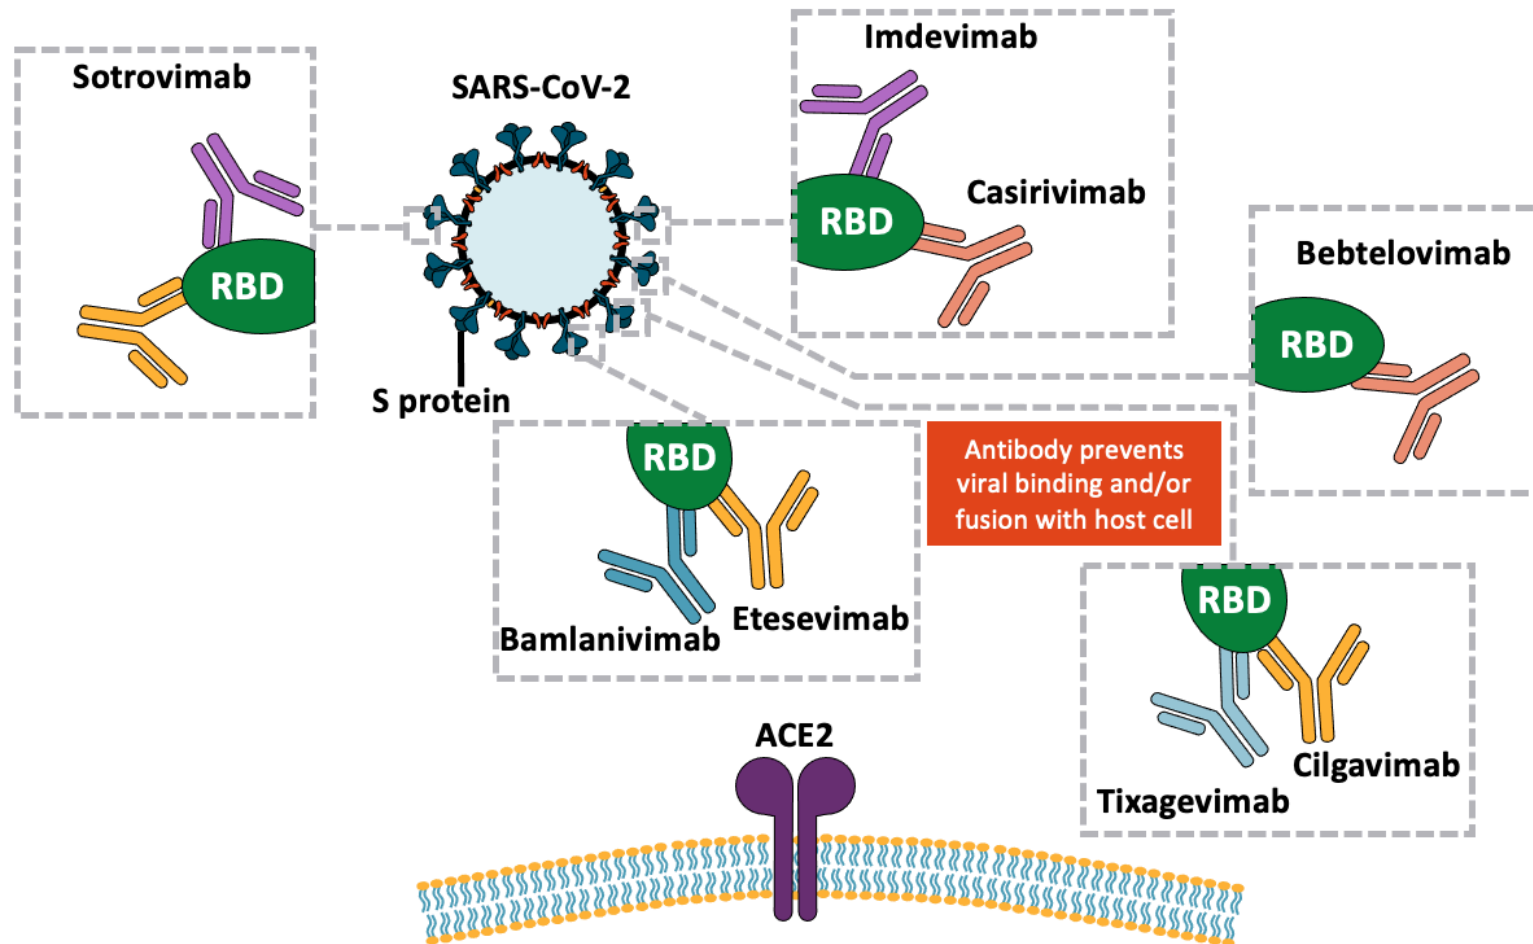 Sotrovimab
RBD
SARS-CoV-2
S protein
Imdevimab
RBD
Casirivimab
Bebtelovimab
RBD
RBD
Bamlanivimab
Etesevimab
Antibody prevents
viral binding and/or
fusion with host cell
RBD
Tixagevimab
Cilgavimab
ACE2